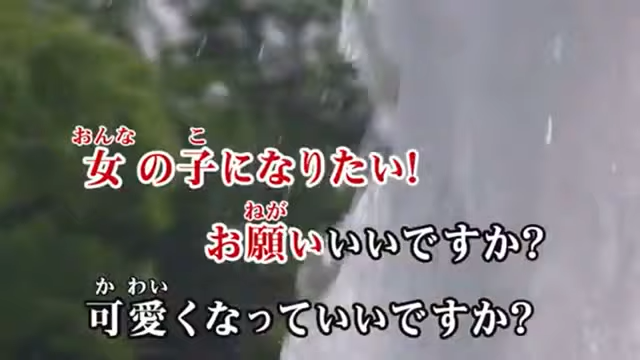 おんな こ
女の子になりたい!
ねが
お願いいいですか?
か わい
可愛くなっていいですか?